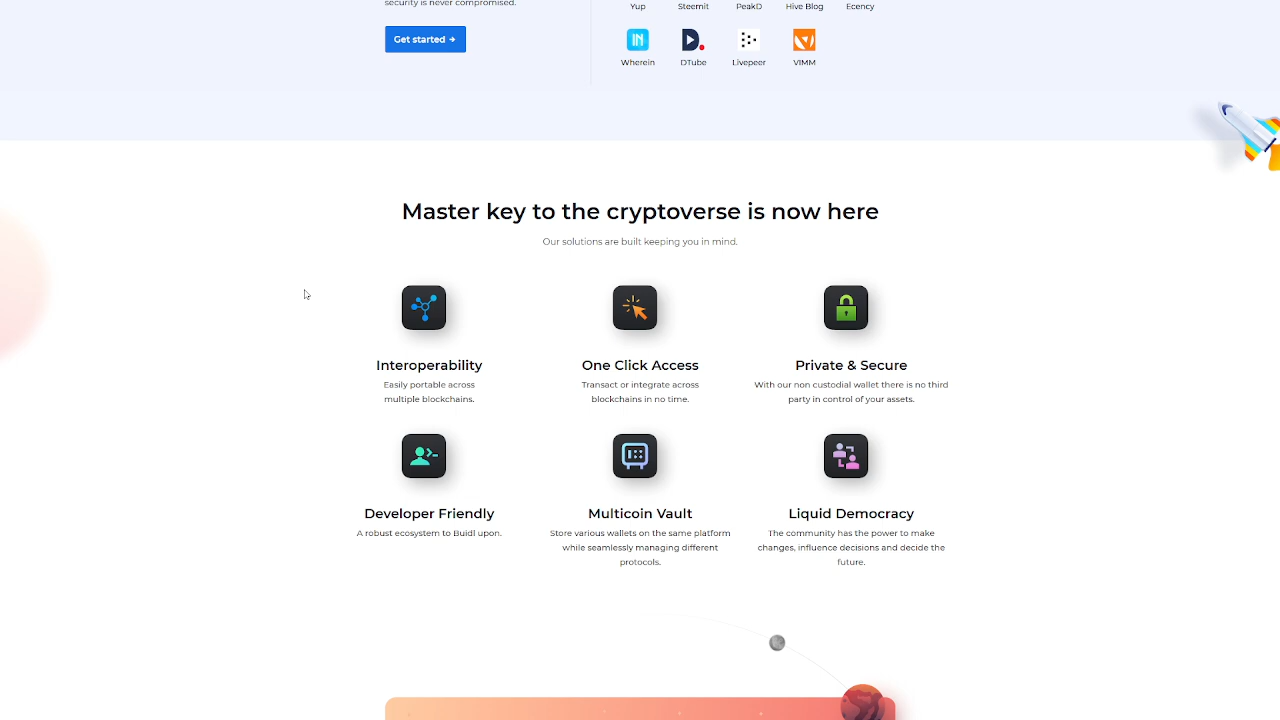 security is never compromised.
Get started →
Yup Steemit PeakD Hive Blog Ecency
Wherein DTube Livepeer VIMM
Master key to the cryptoverse is now here
Our solutions are built keeping you in mind.
Interoperability
Easily portable across
multiple blockchains.
One Click Access
Transact or integrate across
blockchains in no time.
Private & Secure
With our non custodial wallet there is no third
party in control of your assets.
Developer Friendly
A robust ecosystem to Buidl upon.
Multicoin Vault
Store various wallets on the same platform
while seamlessly managing different
protocols.
Liquid Democracy
The community has the power to make
changes, influence decisions and decide the
future.